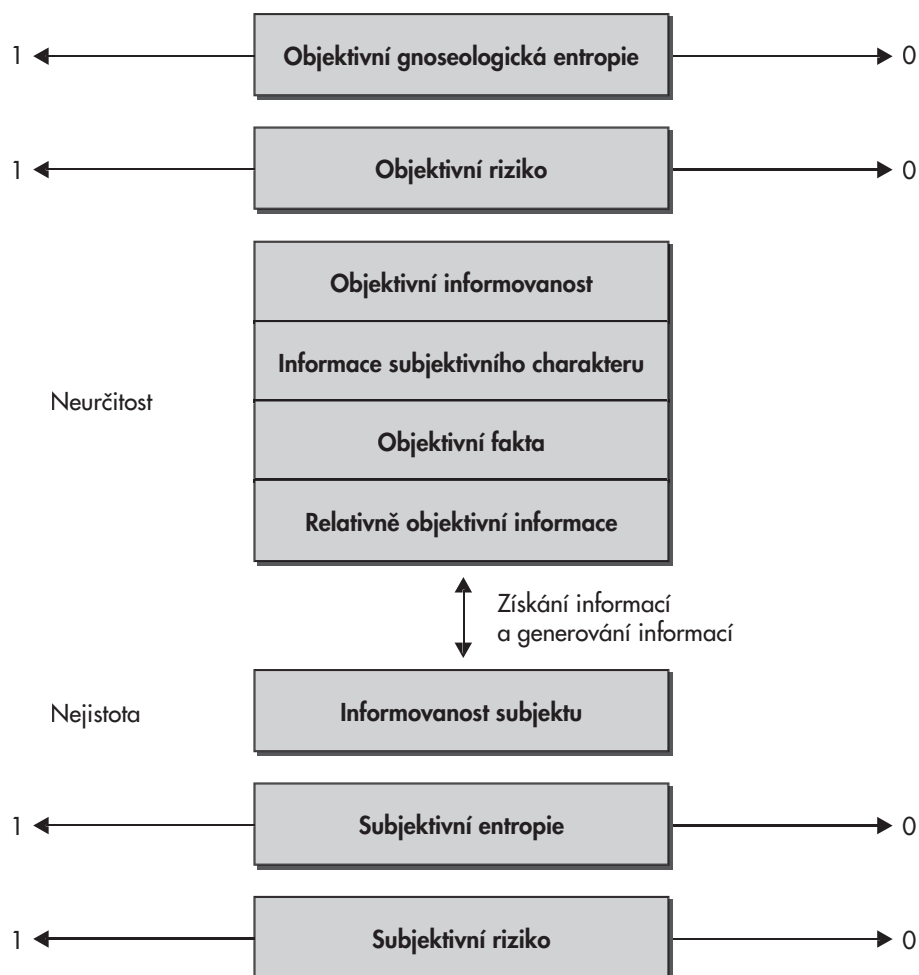 1 Objektivní gnoseologická entropie 0
1 Objektivní riziko 0
Objektivní informovanost
Informace subjektivního charakteru
Neurčitost
Objektivní fakta
Relativně objektivní informace
Získání informací
a generování informací
Nejistota Informovanost subjektu
1 Subjektivní entropie 0
1 Subjektivní riziko 0